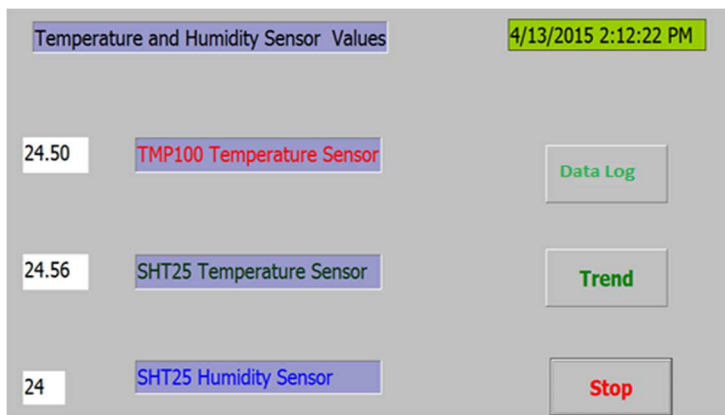 Temperature and Humidity Sensor Values
4/13/2015 2:12:22 PM
24.50
TMP100 Temperature Sensor
Data Log
24.56
SHT25 Temperature Sensor
Trend
24
SHT25 Humidity Sensor
Stop